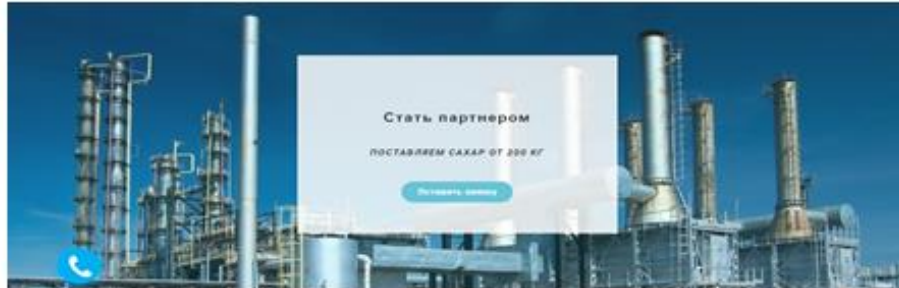 Стать партнером
ПОСТАВЛЯЕМ САХАР ОТ 200 КГ
Оставить заявку